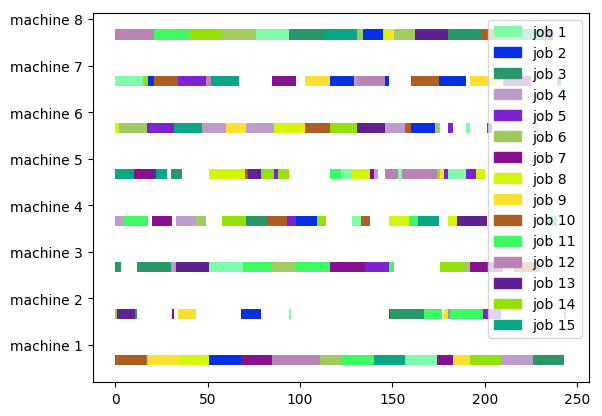 machine 8
machine 7
machine 6
machine 5
machine 4
machine 3
machine 2
machine 1
0
50
100
150
200
250
job 1
job 2
job 3
job 4
job 5
job 6
job 7
job 8
job 9
job 10
job 11
job 12
job 13
job 14
job 15